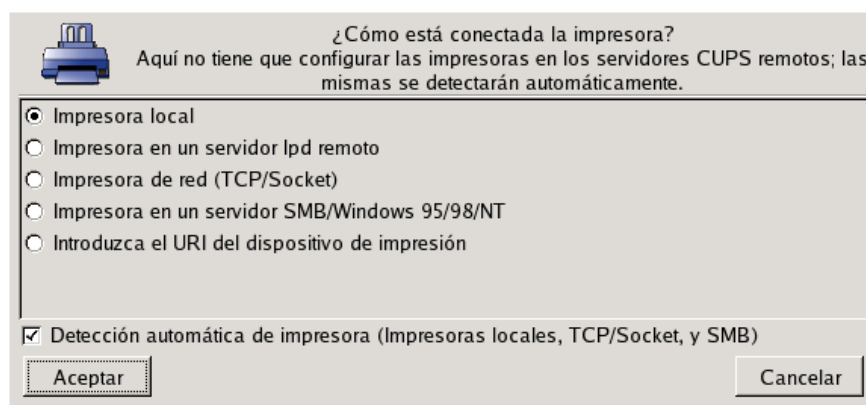 ¿Cómo está conectada la impresora?
Aquí no tiene que configurar las impresoras en los servidores CUPS remotos; las
mismas se detectarán automáticamente.
Impresora local
Impresora en un servidor lpd remoto
Impresora de red (TCP/Socket)
Impresora en un servidor SMB/Windows 95/98/NT
Introduzca el URI del dispositivo de impresión
Detección automática de impresora (Impresoras locales, TCP/Socket, y SMB)
Aceptar
Cancelar